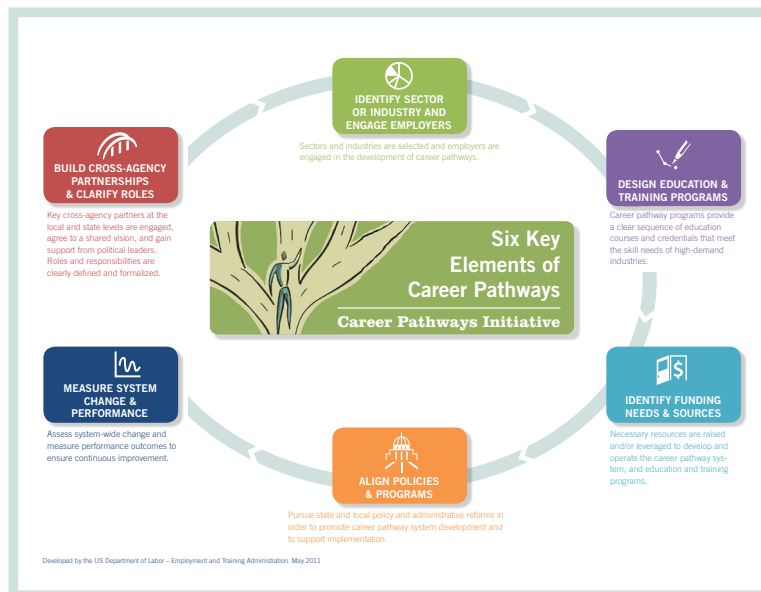 IDENTIFY SECTOR
OR INDUSTRY AND
ENGAGE EMPLOYERS
Sectors and industries are selected and employers are
engaged in the development of career pathways.
BUILD CROSS-AGENCY
PARTNERSHIPS
& CLARIFY ROLES
Key cross-agency partners at the
local and state levels are engaged,
agree to a shared vision, and gain
support from political leaders.
Roles and responsibilities are
clearly defined and formalized.
DESIGN EDUCATION &
TRAINING PROGRAMS
Career pathway programs provide
a clear sequence of education
courses and credentials that meet
the skill needs of high-demand
industries.
Six Key
Elements of
Career Pathways
Career Pathways Initiative
MEASURE SYSTEM
CHANGE &
PERFORMANCE
Assess system-wide change and
measure performance outcomes to
ensure continuous improvement.
$
IDENTIFY FUNDING
NEEDS & SOURCES
Necessary resources are raised
and/or leveraged to develop and
operate the career pathway sys-
tem, and education and training
programs.
ALIGN POLICIES
& PROGRAMS
Pursue state and local policy and administrative reforms in
order to promote career pathway system development and
to support implementation.
Developed by the US Department of Labor – Employment and Training Administration. May 2011